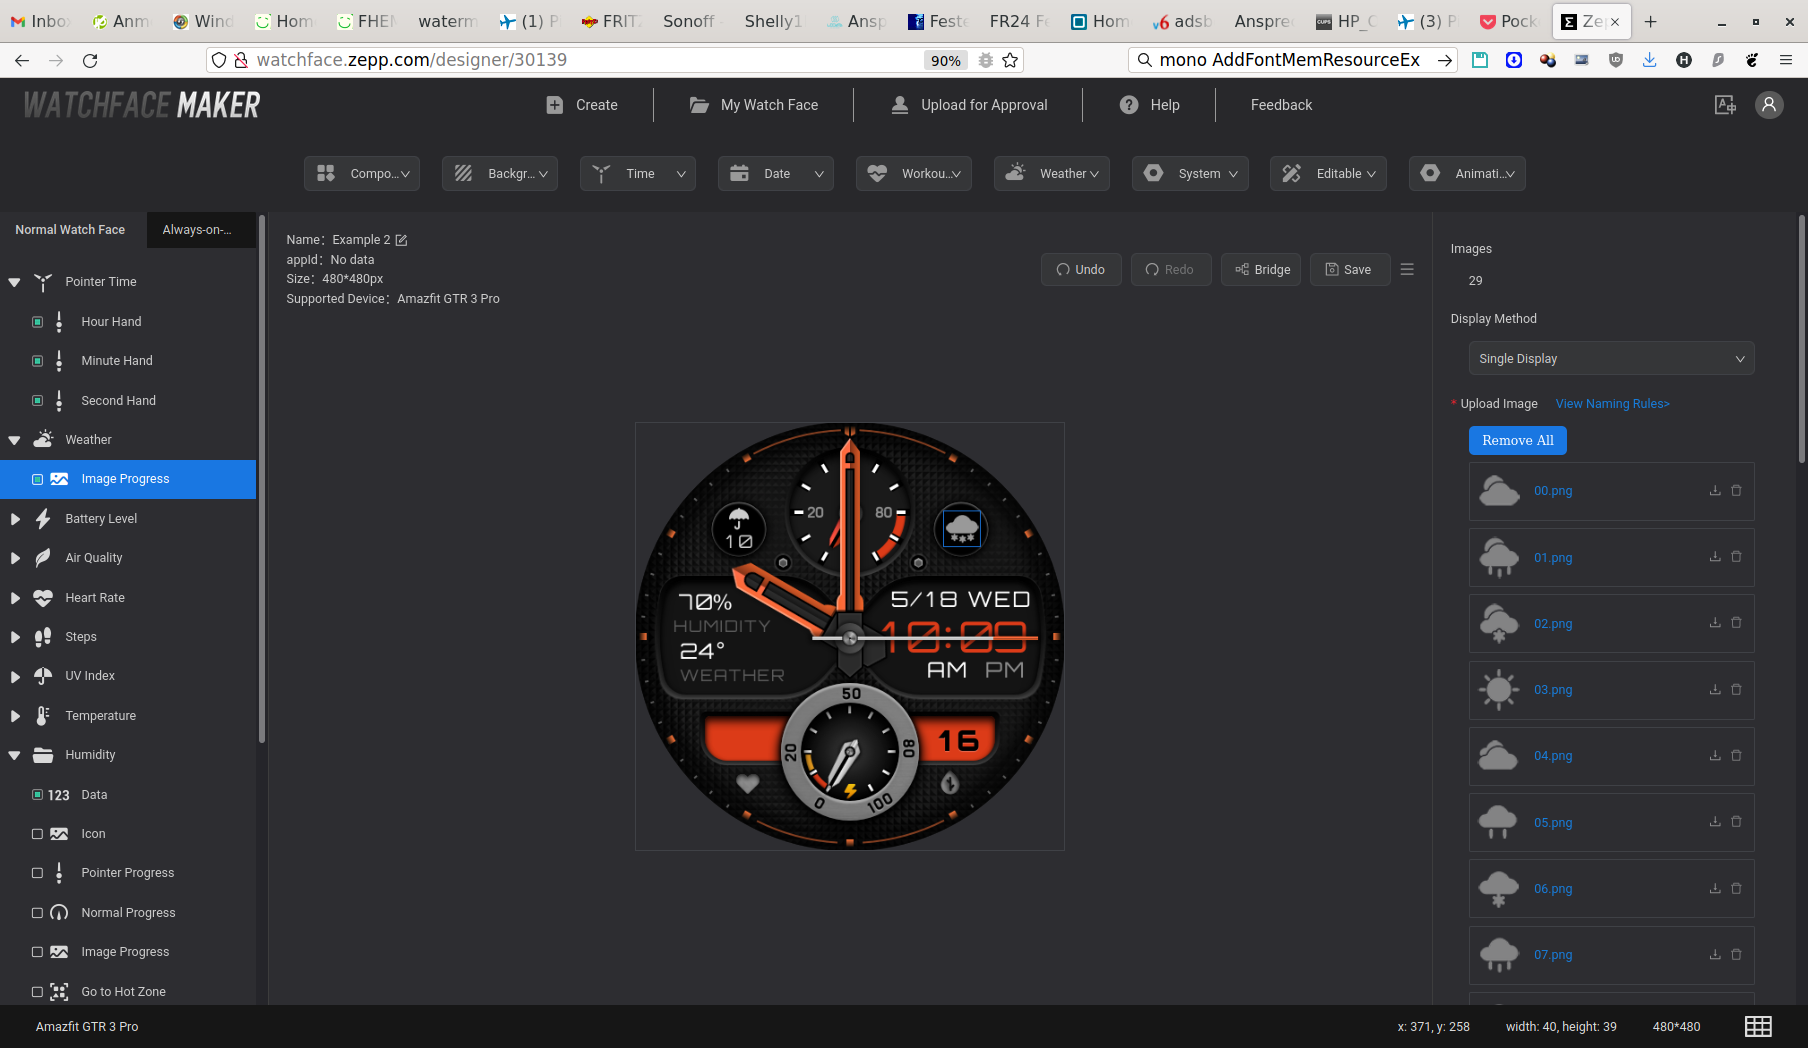 Inbo
Anm
Wind
Hom
FHEM
waterm
(1) P
FRITZ
Sonoff
Shelly1
Ansp
Feste
FR24 Fe
Hom
v6 adsb
Anspre
HP_C
(3) P
Pock
Zep
watchface.zepp.com/designer/30139
90%
mono AddFontMemResourceEx
WATCHFACE MAKER
Create
My Watch Face
Upload for Approval
Help
Feedback
Compo...
Backgr...
Time
Date
Workou...
Weather
System
Editable
Animati...
Normal Watch Face
Always-on-...
Pointer Time
Hour Hand
Minute Hand
Second Hand
Weather
Image Progress
Battery Level
Air Quality
Heart Rate
Steps
UV Index
Temperature
Humidity
123 Data
Icon
Pointer Progress
Normal Progress
Image Progress
Go to Hot Zone
Name： Example 2
appId： No data
Size： 480*480px
Supported Device： Amazfit GTR 3 Pro
Undo
Redo
Bridge
Save
20
80
10
70%
HUMIDITY
24°
WEATHER
5/18 WED
10:09
AM PM
50
20
80
16
0
100
Images
29
Display Method
Single Display
* Upload Image
View Naming Rules>
Remove All
00.png
01.png
02.png
03.png
04.png
05.png
06.png
07.png
Amazfit GTR 3 Pro
x: 371, y: 258
width: 40, height: 39
480*480